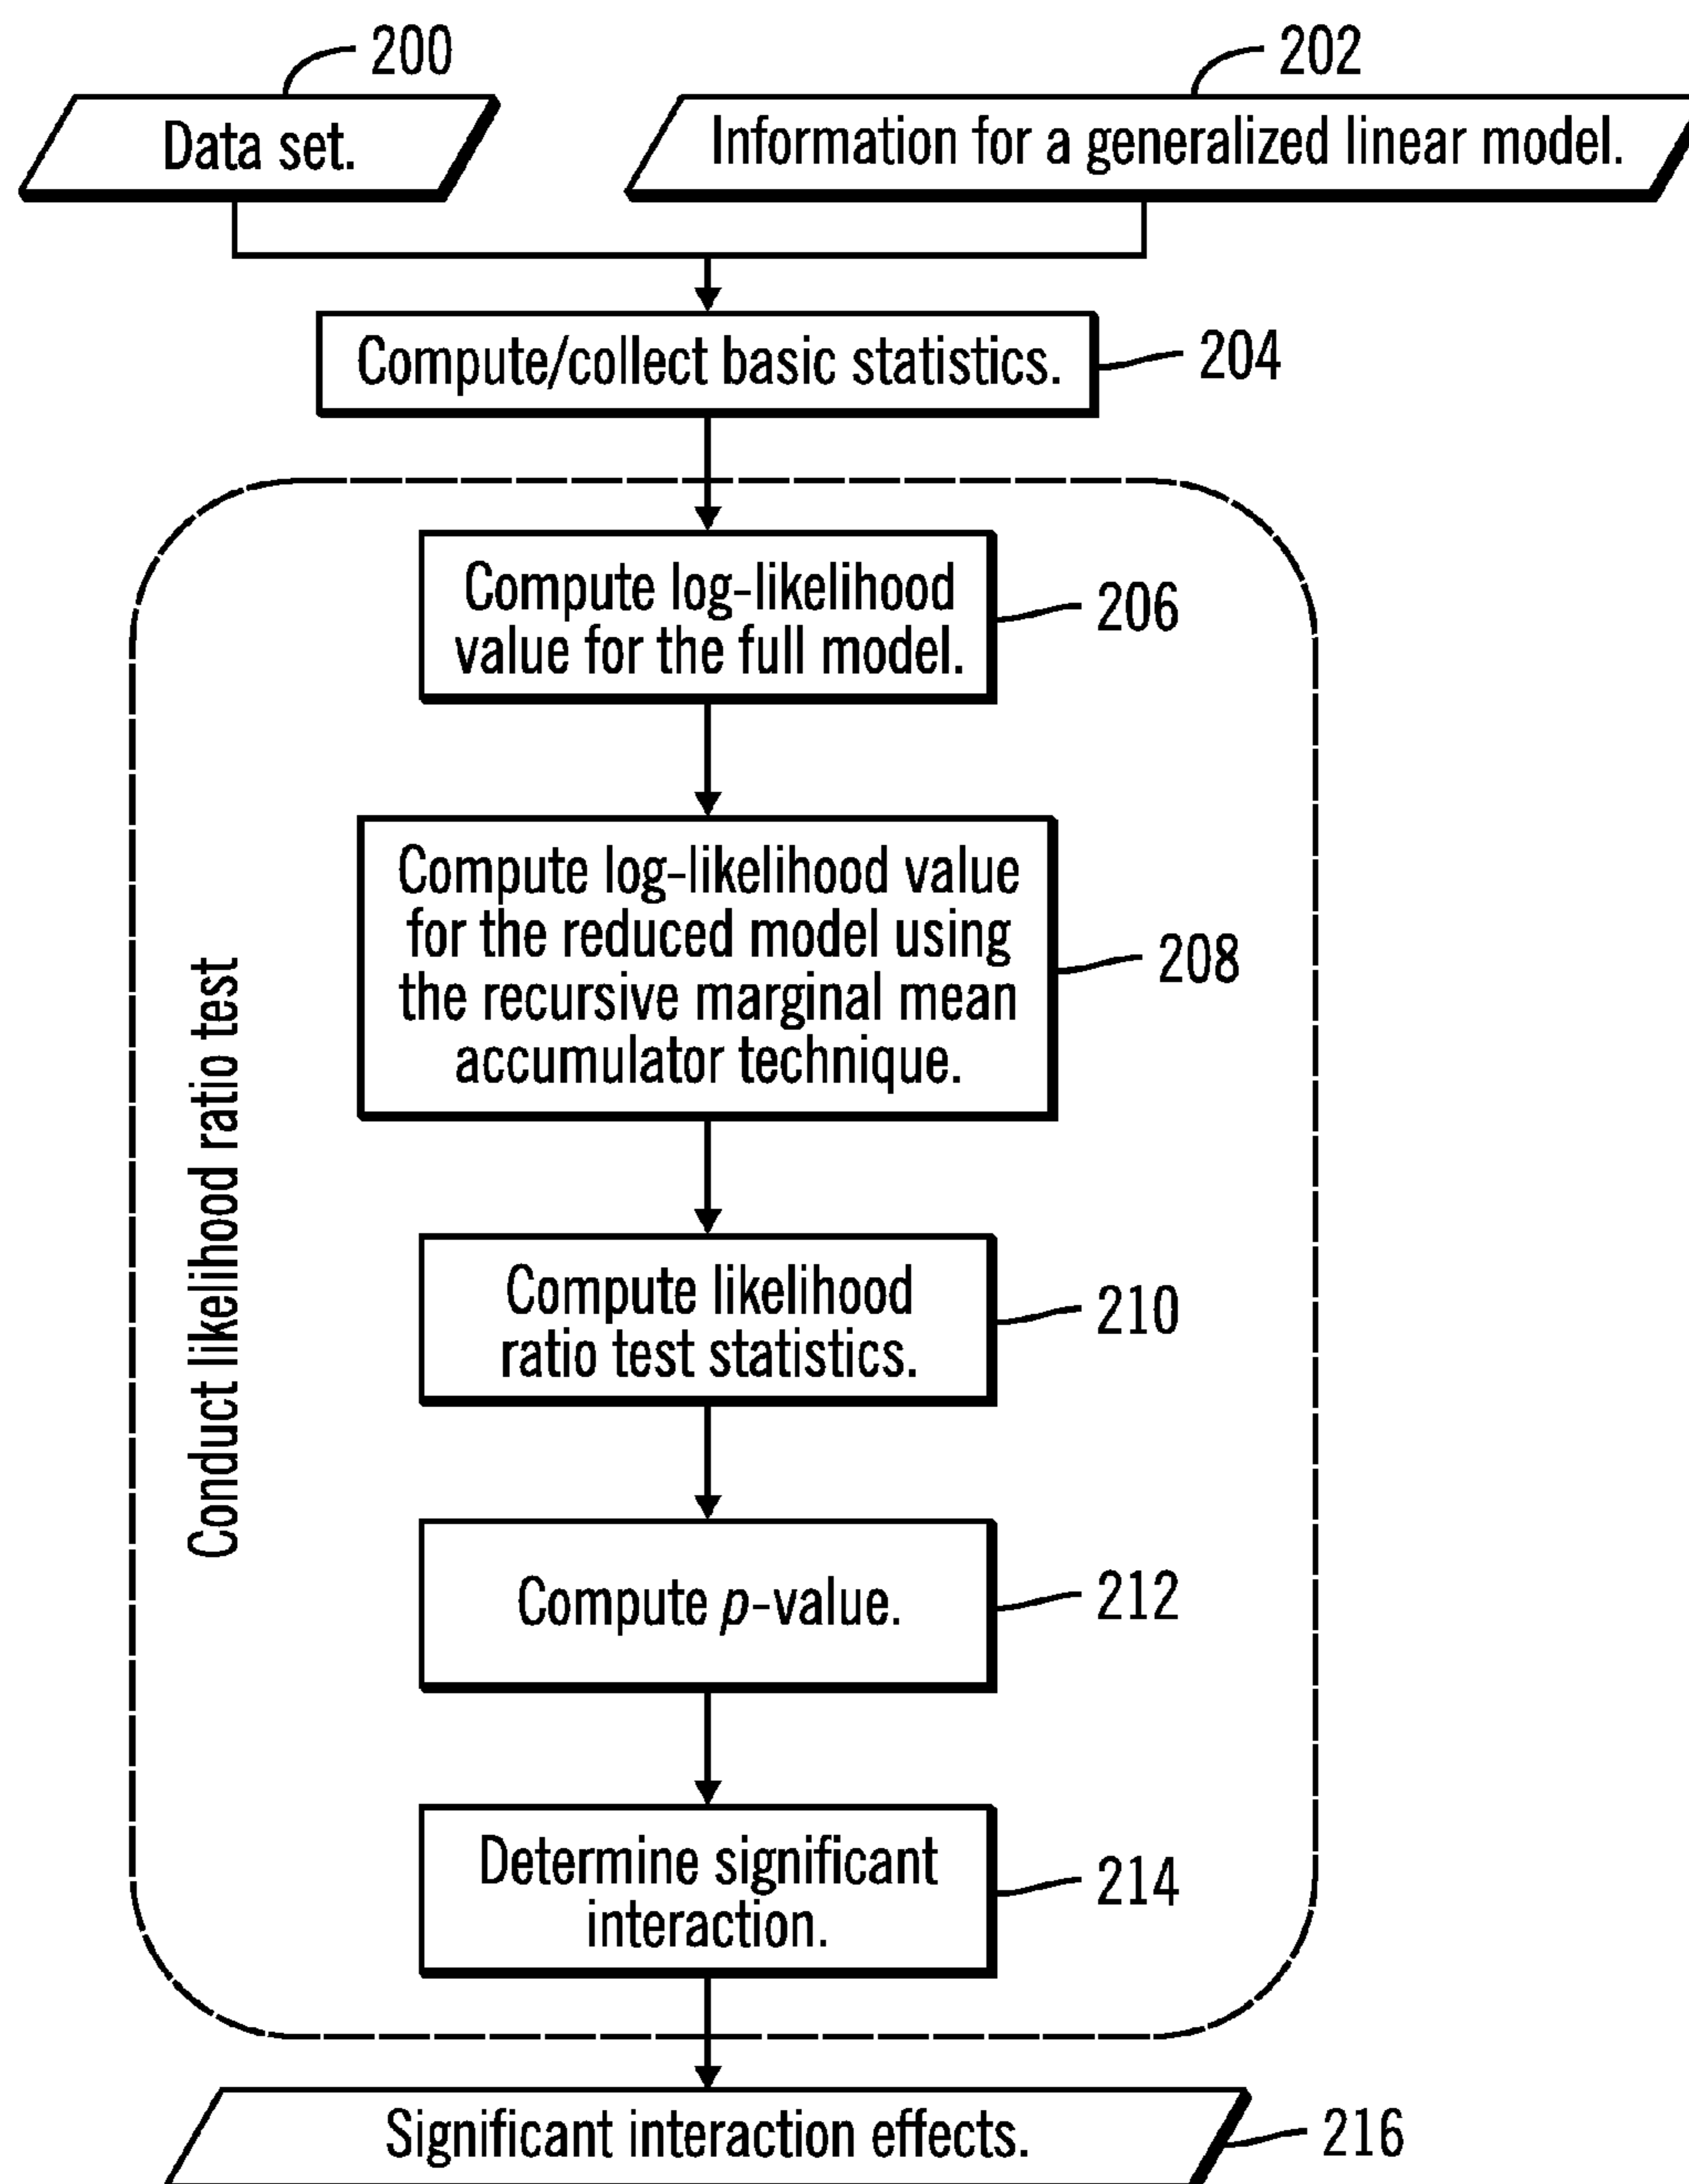 200
202
Data set.
Information for a generalized linear model.
Compute/collect basic statistics.
204
Conduct likelihood ratio test
Compute log-likelihood
value for the full model.
206
Compute log-likelihood value
for the reduced model using
the recursive marginal mean
accumulator technique.
208
Compute likelihood
ratio test statistics.
210
Compute p-value.
212
Determine significant
interaction.
214
Significant interaction effects.
216